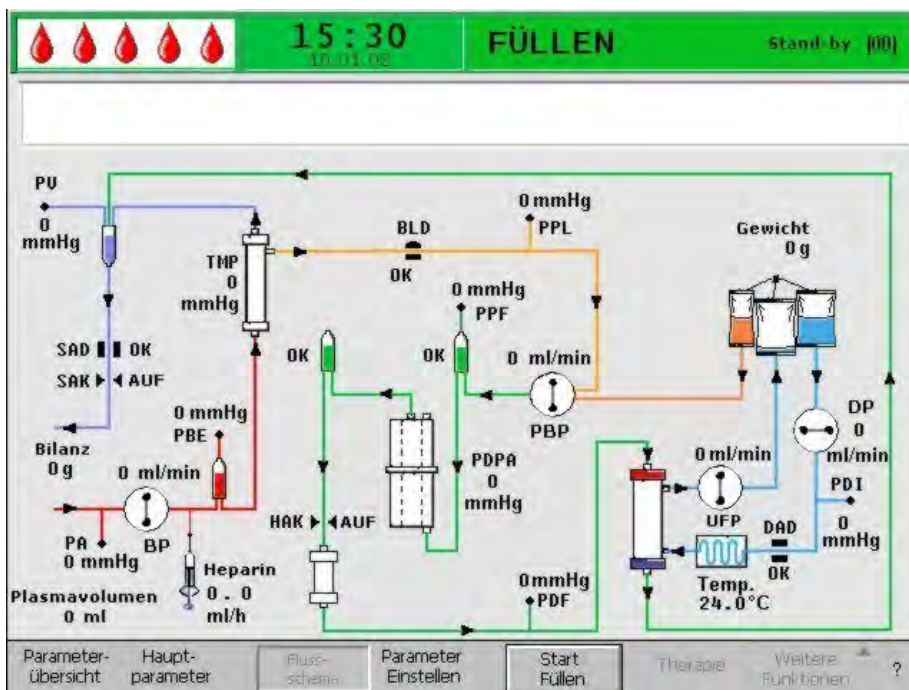 15:30
10.01.02
FÜLLEN
Stand-by |00|
PV
0
mmHg
BLD
OK
0 mmHg
PPL
Gewicht
0 g
TMP
0
mmHg
0 mmHg
PPF
OK
OK
0 ml/min
PBP
SAD OK
SAK AUF
0 mmHg
PBE
DP
0
ml/min
Bilanz
0 g
0 ml/min
BP
PDPA
0
mmHg
0 ml/min
UFP
PDI
0
mmHg
HAK AUF
DAD
OK
PA
0 mmHg
Heparin
0.0
ml/h
0 mmHg
PDF
Temp.
24.0°C
Plasmavolumen
0 ml
Parameter-
übersicht
Haupt-
parameter
Fluss-
schema
Parameter
Einstellen
Start
Füllen
Therapie
Weitere
Funktionen
?